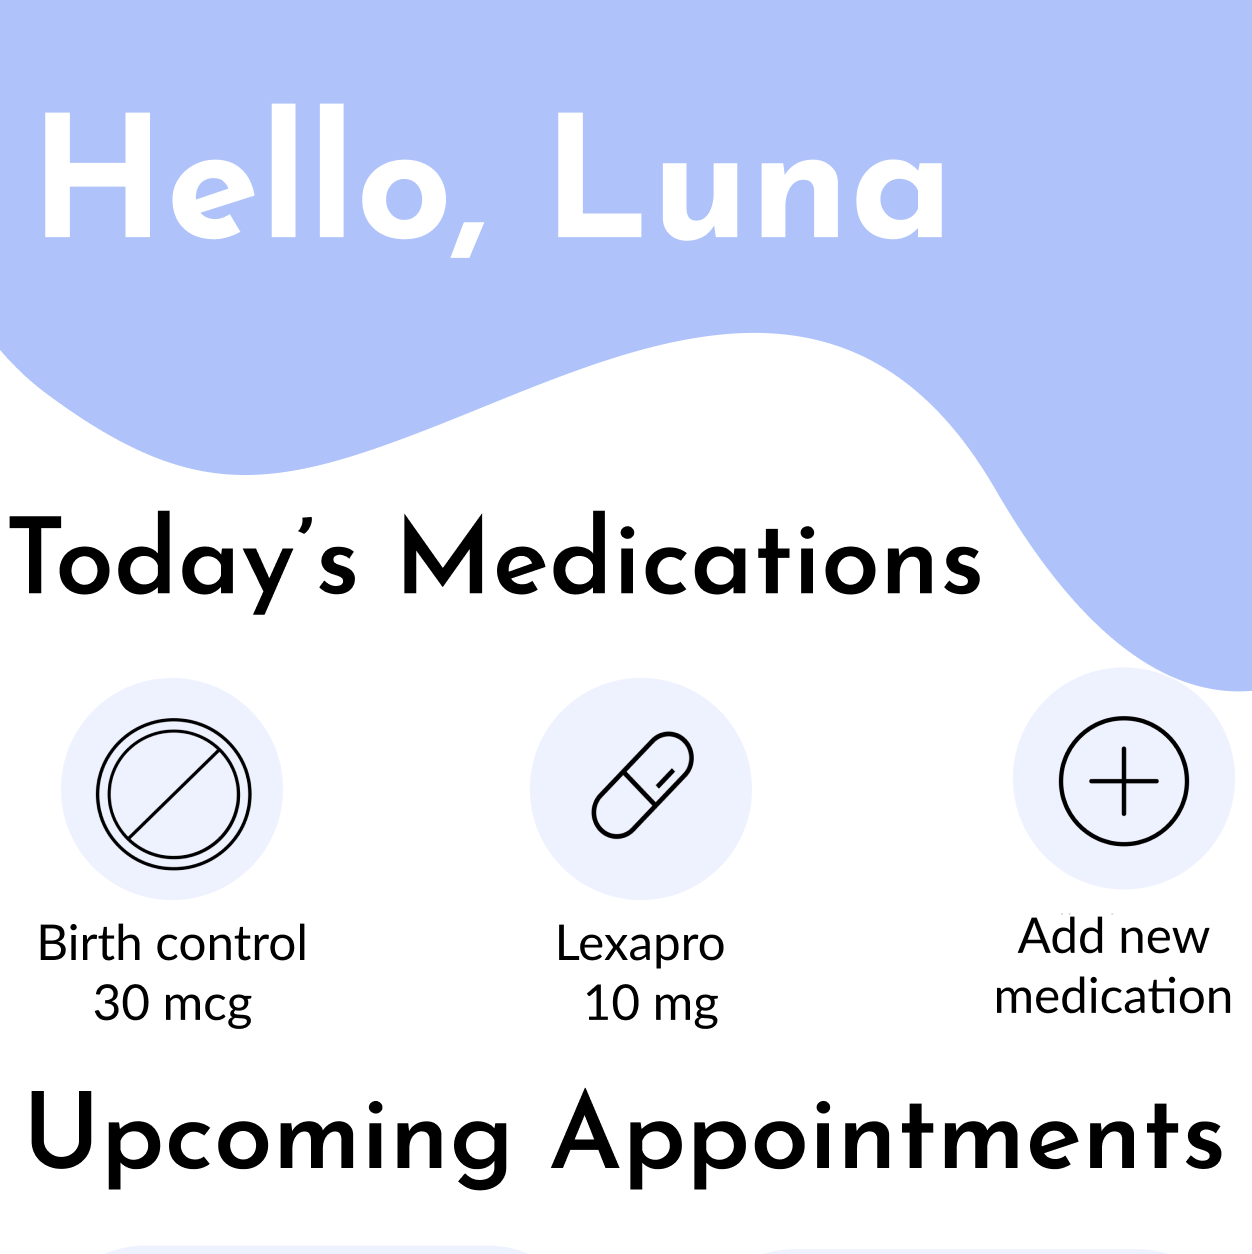 Hello, Luna
Today’s Medications
Birth control
30 mcg
Lexapro
10 mg
Add new
medication
Upcoming Appointments